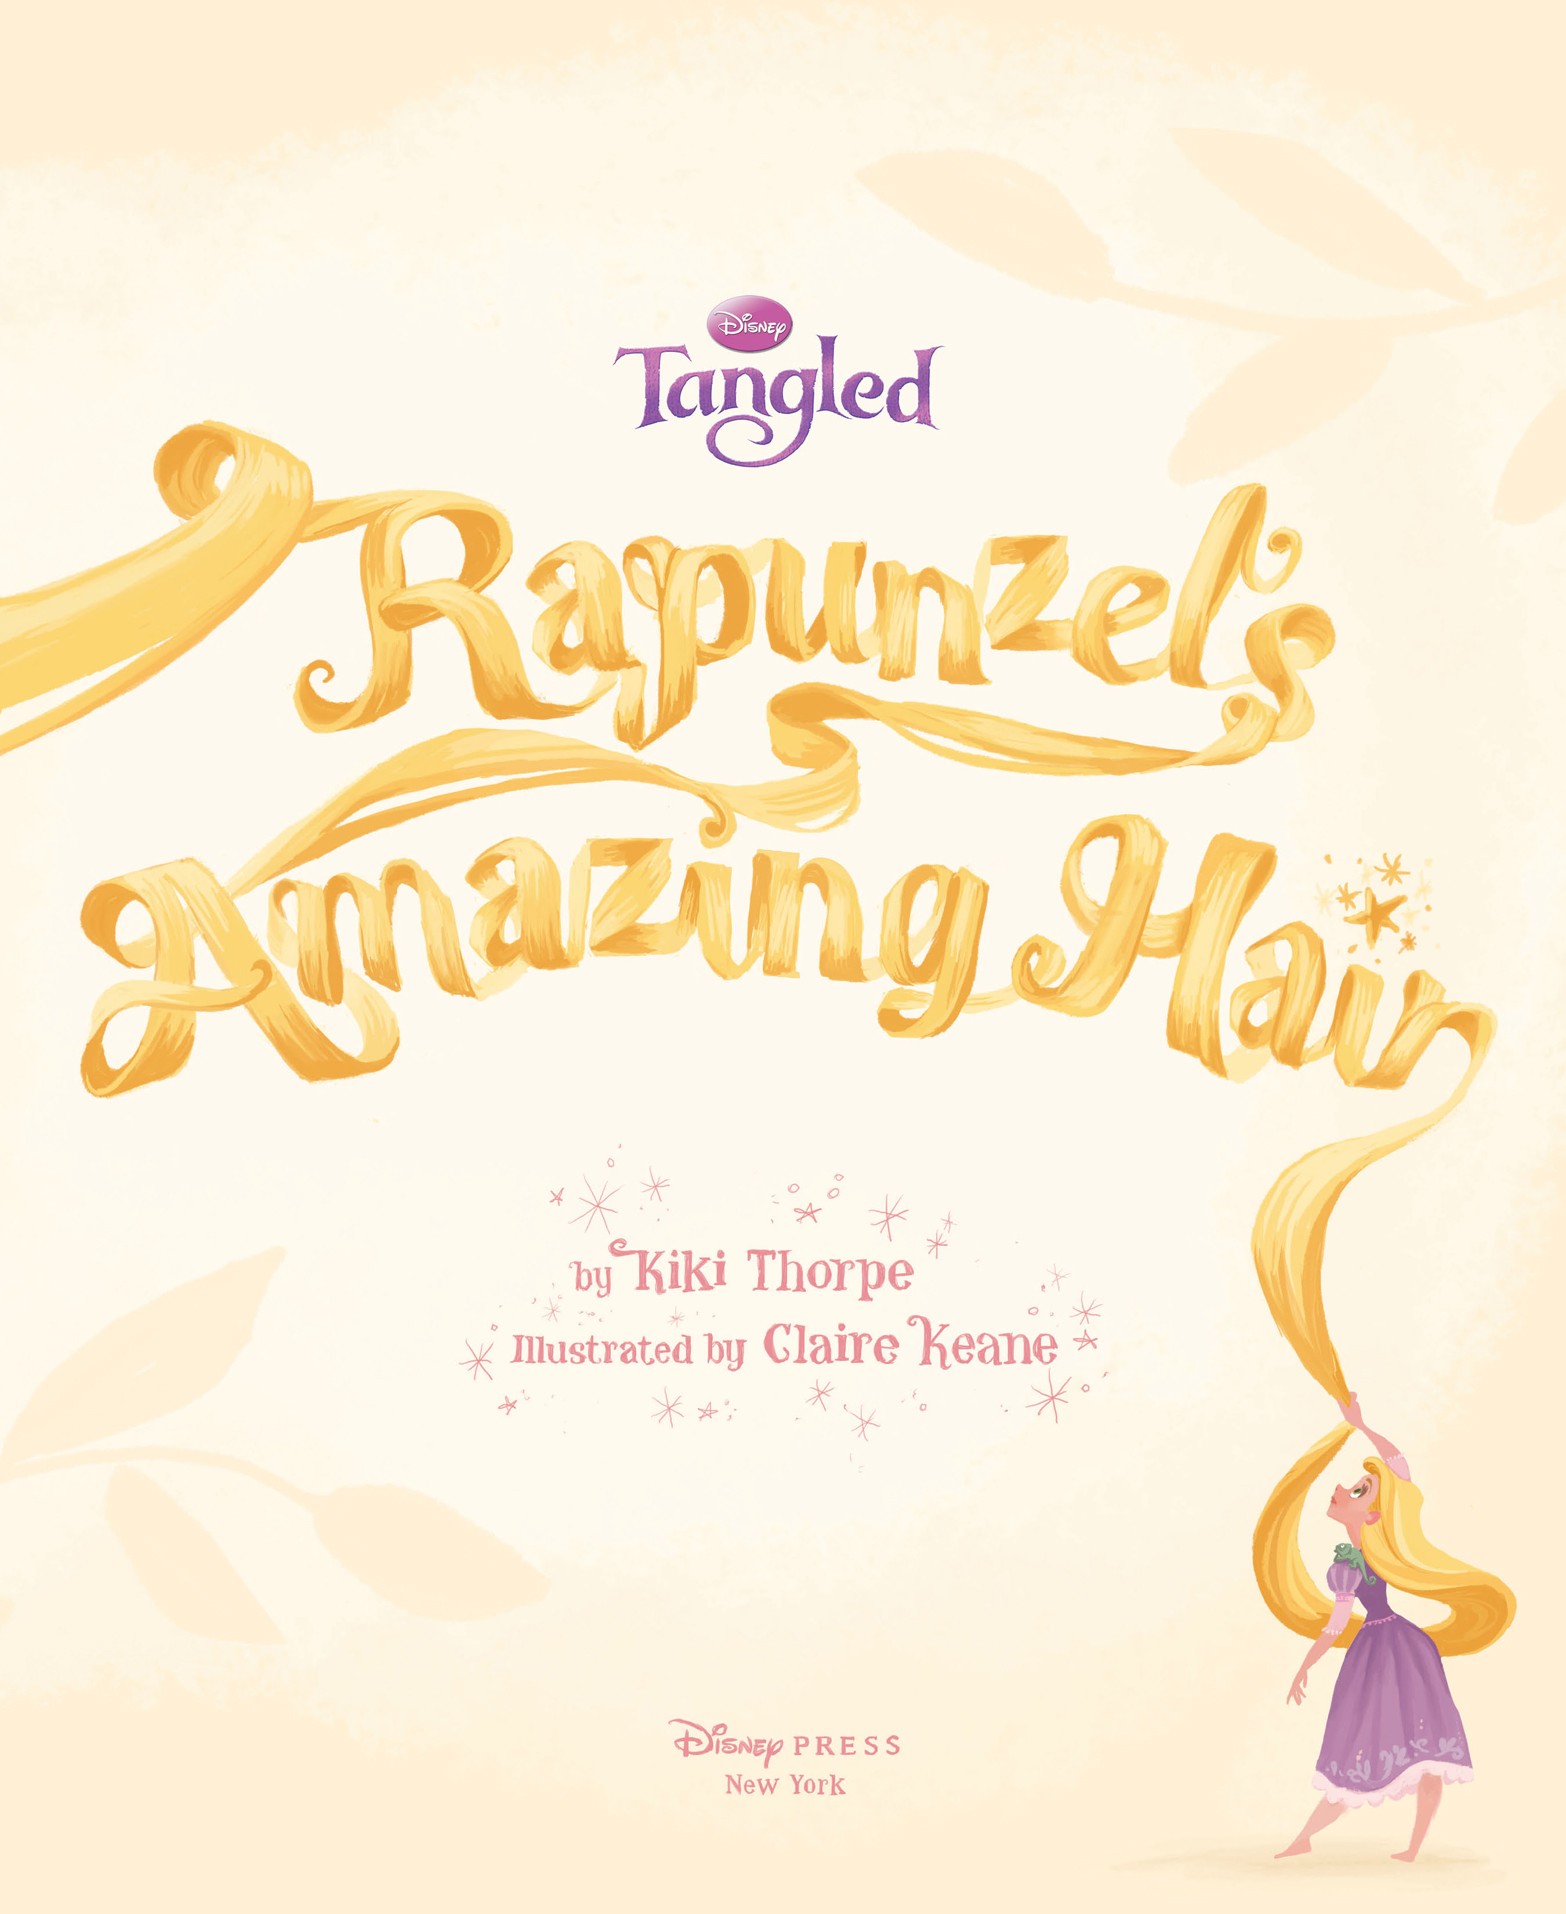 Disney
Tangled
Rapunzel's
Amazing Hair
by Kiki Thorpe
Illustrated by Claire Keane
Disney PRESS
New York